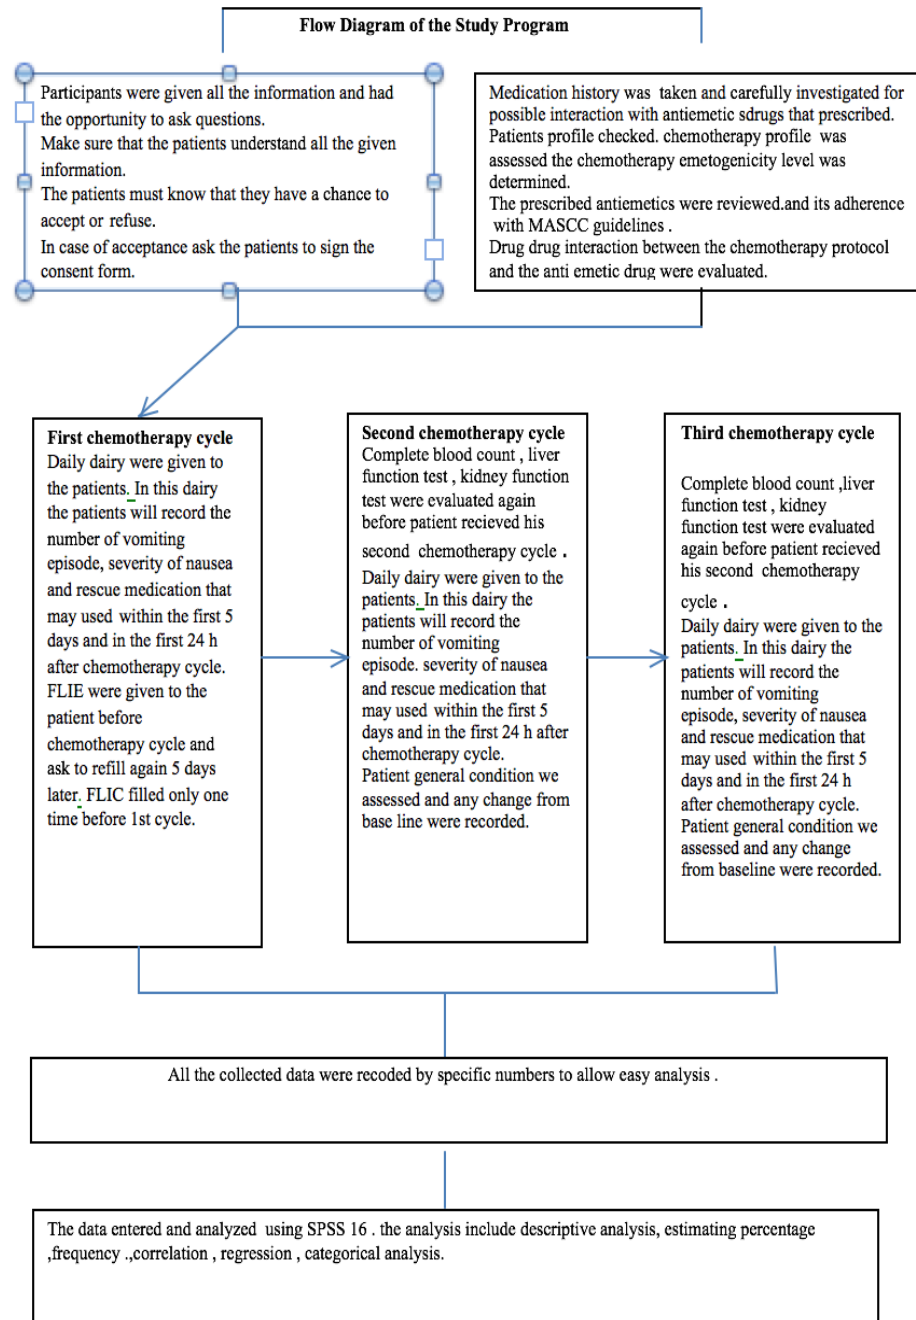 Flow Diagram of the Study Program
Participants were given all the information and had
the opportunity to ask questions.
Make sure that the patients understand all the given
information.
The patients must know that they have a chance to
accept or refuse.
In case of acceptance ask the patients to sign the
consent form.
Medication history was taken and carefully investigated for
possible interaction with antiemetic sdrugs that prescribed.
Patients profile checked. chemotherapy profile was
assessed the chemotherapy emetogenicity level was
determined.
The prescribed antiemetics were reviewed.and its adherence
with MASCC guidelines .
Drug drug interaction between the chemotherapy protocol
and the anti emetic drug were evaluated.
First chemotherapy cycle
Daily dairy were given to
the patients. In this dairy
the patients will record the
number of vomiting
episode, severity of nausea
and rescue medication that
may used within the first 5
days and in the first 24 h
after chemotherapy cycle.
FLIE were given to the
patient before
chemotherapy cycle and
ask to refill again 5 days
later. FLIC filled only one
time before 1st cycle.
Second chemotherapy cycle
Complete blood count , liver
function test , kidney function
test were evaluated again
before patient recieved his
second chemotherapy cycle .
Daily dairy were given to the
patients. In this dairy the
patients will record the
number of vomiting
episode. severity of nausea
and rescue medication that
may used within the first 5
days and in the first 24 h after
chemotherapy cycle.
Patient general condition we
assessed and any change from
base line were recorded.
Third chemotherapy cycle
Complete blood count ,liver
function test , kidney
function test were evaluated
again before patient recieved
his second chemotherapy
cycle .
Daily dairy were given to the
patients. In this dairy the
patients will record the
number of vomiting
episode, severity of nausea
and rescue medication that
may used within the first 5
days and in the first 24 h
after chemotherapy cycle.
Patient general condition we
assessed and any change
from baseline were recorded.
All the collected data were recoded by specific numbers to allow easy analysis .
The data entered and analyzed using SPSS 16 . the analysis include descriptive analysis, estimating percentage
,frequency .,correlation , regression , categorical analysis.